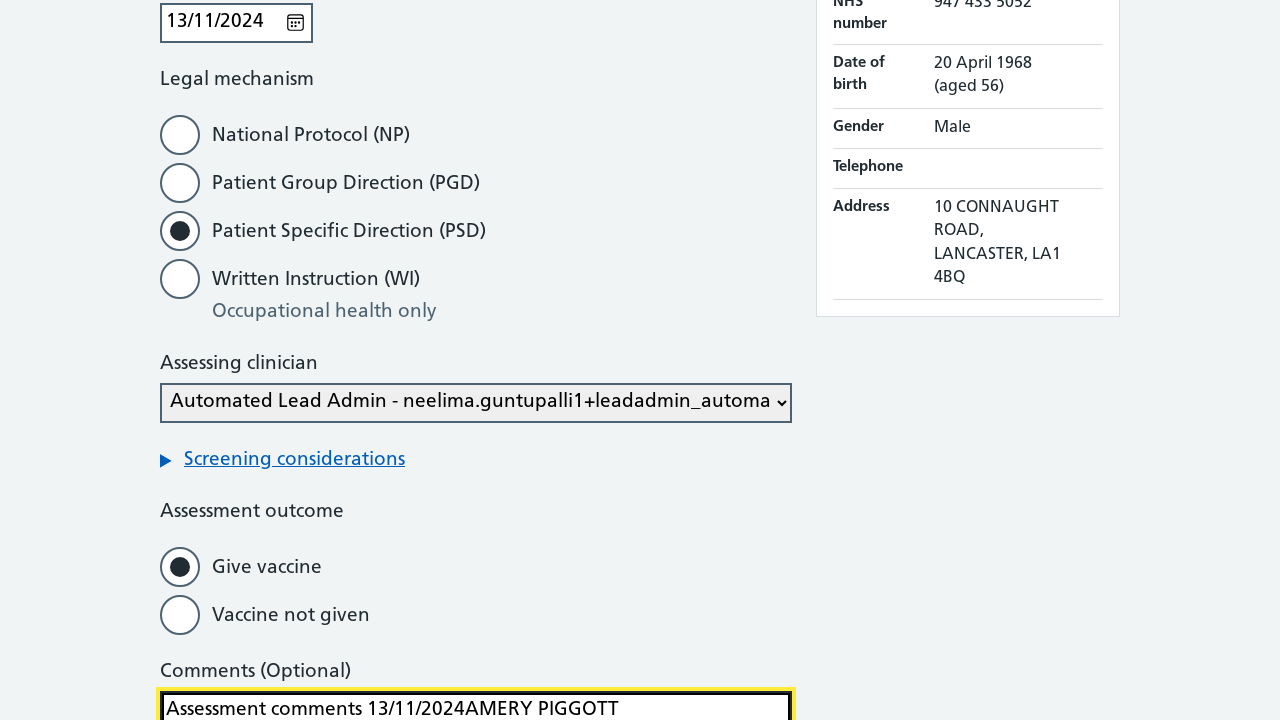 13/11/2024
Legal mechanism
National Protocol (NP)
Patient Group Direction (PGD)
Patient Specific Direction (PSD)
Written Instruction (WI)
Occupational health only
Assessing clinician
Automated Lead Admin - neelima.guntupalli1+leadadmin_automa
Screening considerations
Assessment outcome
Give vaccine
Vaccine not given
Comments (Optional)
Assessment comments 13/11/2024AMERY PIGGOTT
NHS 947 433 5052
number
Date of 20 April 1968
birth (aged 56)
Gender Male
Telephone
Address 10 CONNAUGHT
ROAD,
LANCASTER, LA1
4BQ